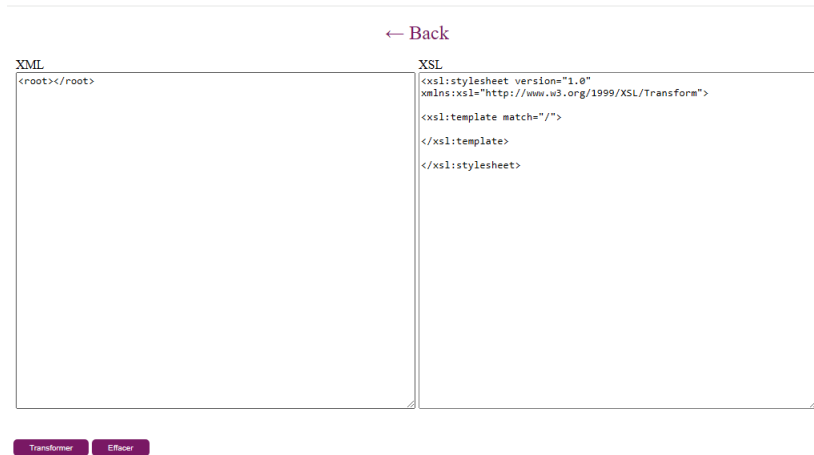 ← Back
XML
<root></root>
XSL
<xsl:stylesheet version="1.0"
xmlns:xsl="http://www.w3.org/1999/XSL/Transform">
<xsl:template match="/">
</xsl:template>
</xsl:stylesheet>
Transformer
Effacer